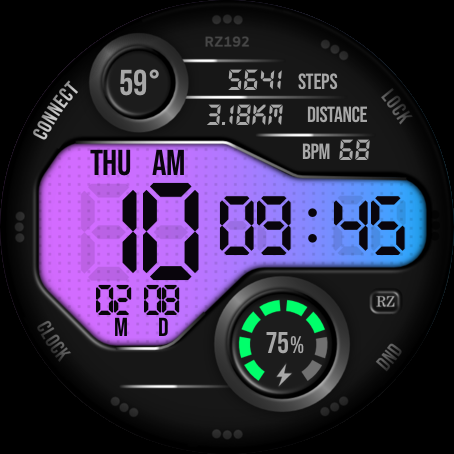 RZ192
59°
5641 STEPS
3.18KM DISTANCE
BPM 68
CONNECT
LOCK
THU AM
10 09:45
02 08
M D
RZ
75%
CLOCK
DND